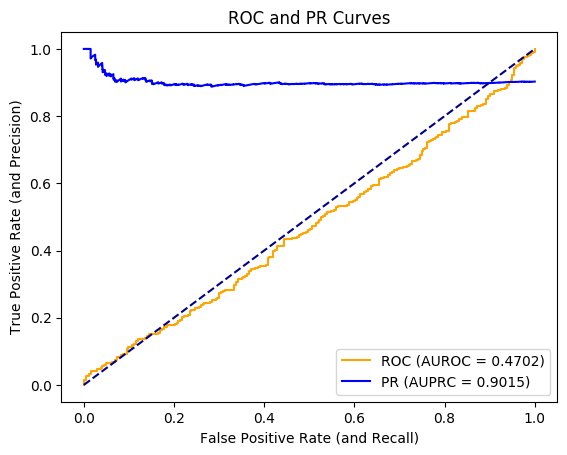 ROC and PR Curves
True Positive Rate (and Precision)
1.0
0.8
0.6
0.4
0.2
0.0
0.0 0.2 0.4 0.6 0.8 1.0
False Positive Rate (and Recall)
ROC (AUROC = 0.4702)
PR (AUPRC = 0.9015)